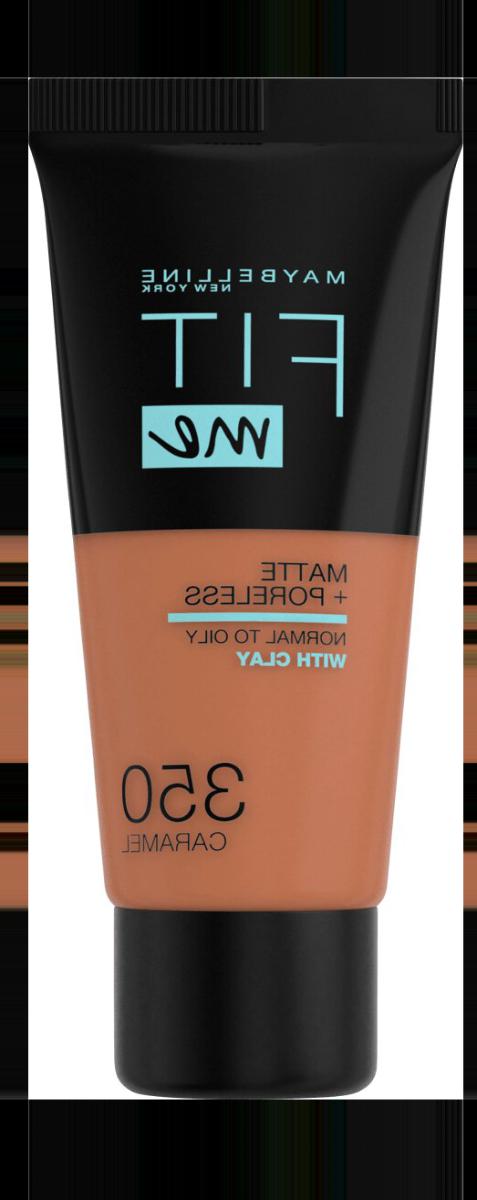 MAYBELLINE
NEW YORK
FIT
me
MATTE
+ PORELESS
NORMAL TO OILY
WITH CLAY
350
CARAMEL